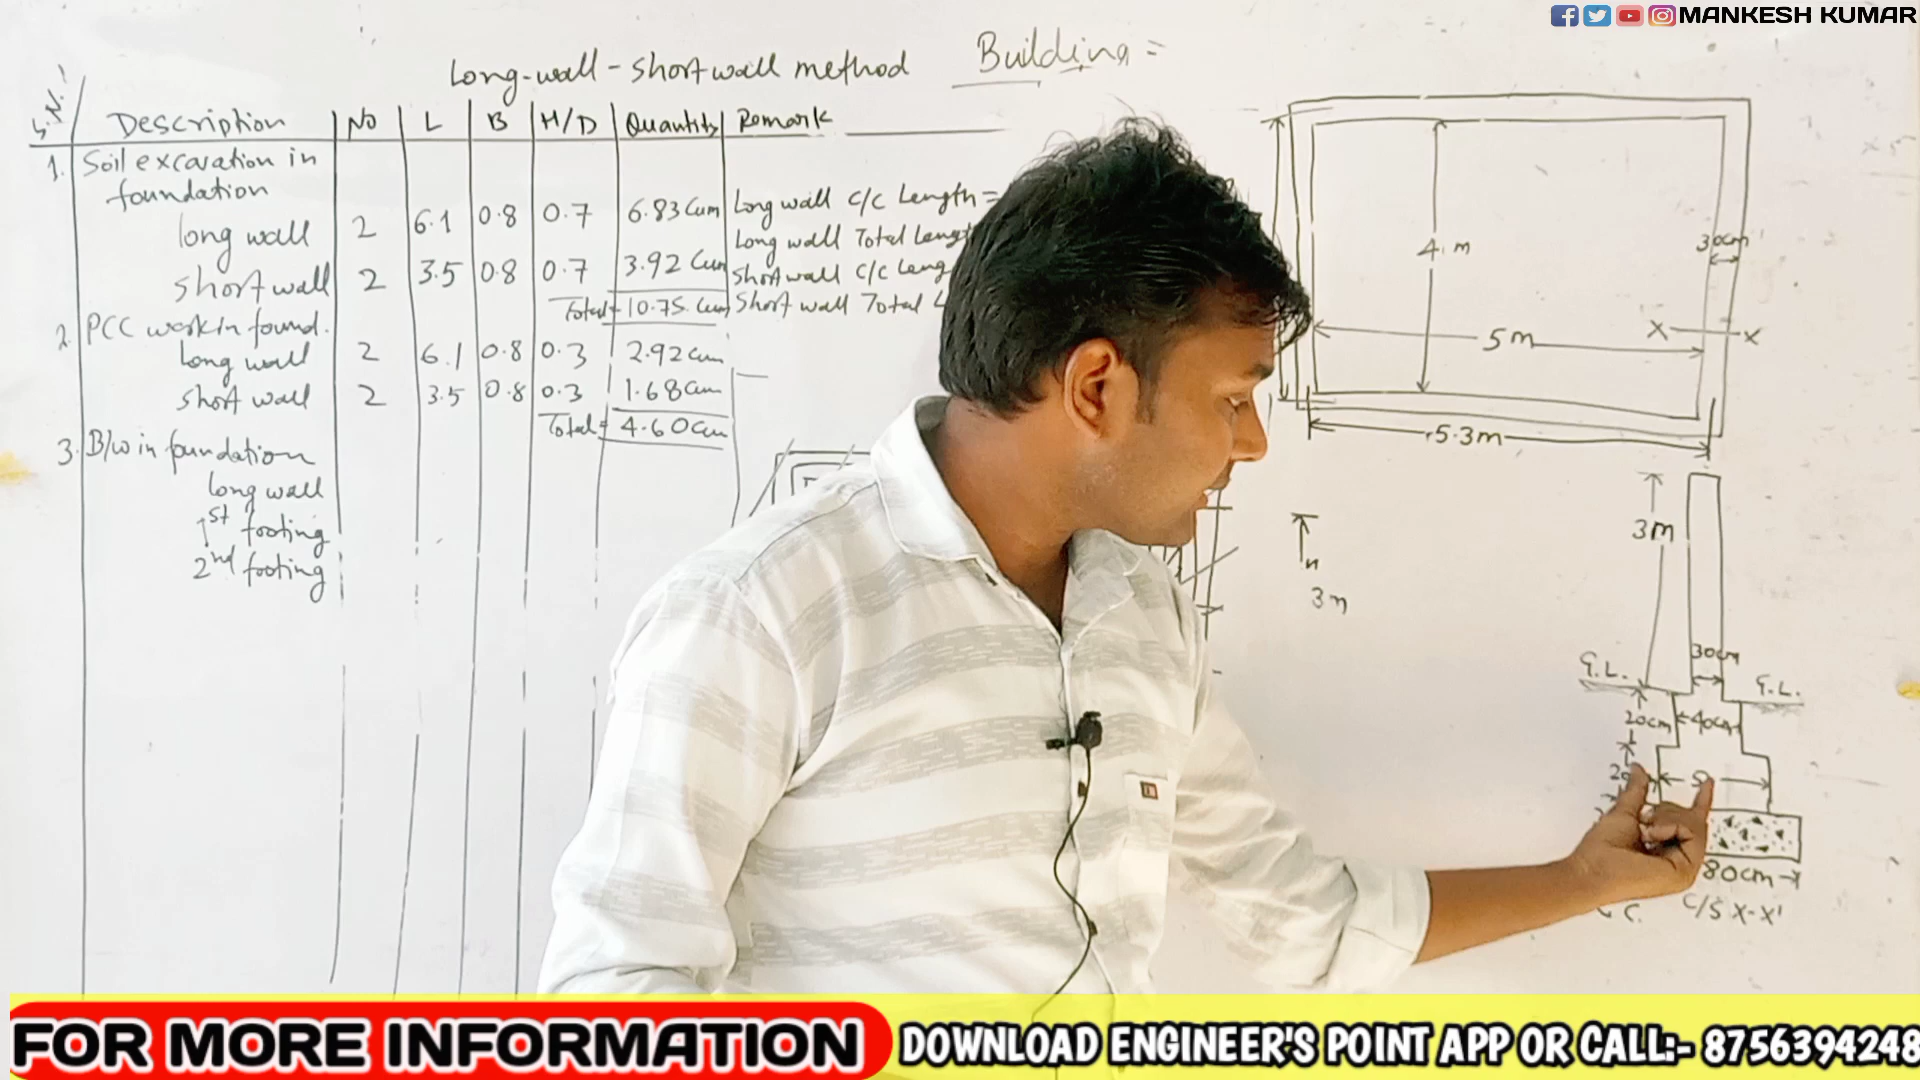 MANKESH KUMAR
Long-wall-short wall method Building =
S.N. Description No L B H/D Quantity Remark
1. Soil excavation in
foundation
long wall 2 6.1 0.8 0.7 6.83 Cum Long wall C/C Length =
Long wall Total Length
short wall 2 3.5 0.8 0.7 3.92 Cum Short wall C/C Leng
Total = 10.75 Cum Short wall Total L
2. PCC work in found.
Long wall 2 6.1 0.8 0.3 2.92 Cum
short wall 2 3.5 0.8 0.3 1.68 Cum
Total = 4.60 Cum
3. B/w in foundation
long wall
1st footing
2nd footing
4 m
30cm
5 m
X X
5.3m
3m
3m
30cm
G.L. G.L.
20cm 40cm
80cm
C/S X-X'
FOR MORE INFORMATION DOWNLOAD ENGINEER'S POINT APP OR CALL:- 8756394248